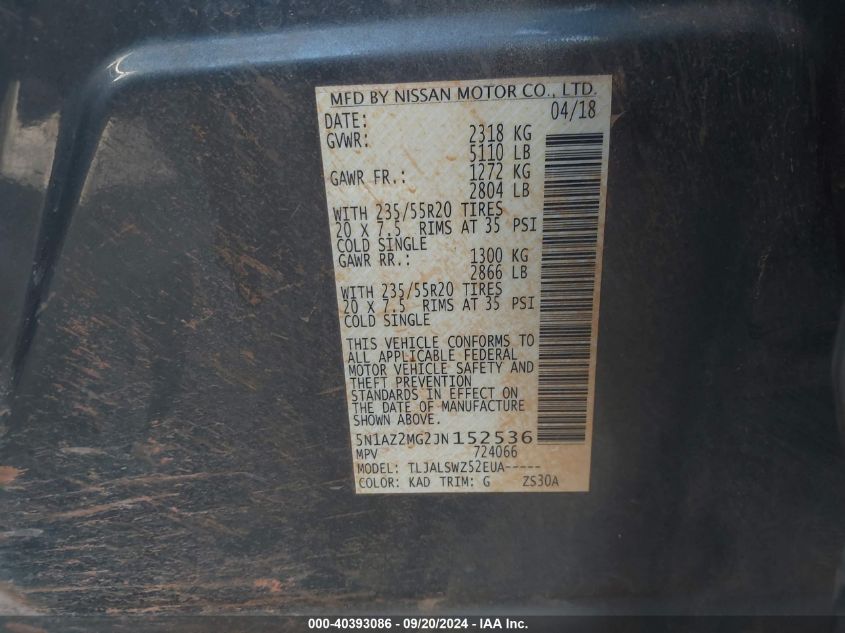 MFD BY NISSAN MOTOR CO., LTD.
DATE: 04/18
GVWR: 2318 KG
5110 LB
GAWR FR.: 1272 KG
2804 LB
WITH 235/55R20 TIRES
20 X 7.5 RIMS AT 35 PSI
COLD SINGLE
GAWR RR.: 1300 KG
2866 LB
WITH 235/55R20 TIRES
20 X 7.5 RIMS AT 35 PSI
COLD SINGLE
THIS VEHICLE CONFORMS TO
ALL APPLICABLE FEDERAL
MOTOR VEHICLE SAFETY AND
THEFT PREVENTION
STANDARDS IN EFFECT ON
THE DATE OF MANUFACTURE
SHOWN ABOVE.
5N1AZ2MG2JN152536
MPV 724066
MODEL: TLJALSWZ52EUA-----
COLOR: KAD TRIM: G ZS30A
000-40393086 - 09/20/2024 - IAA Inc.